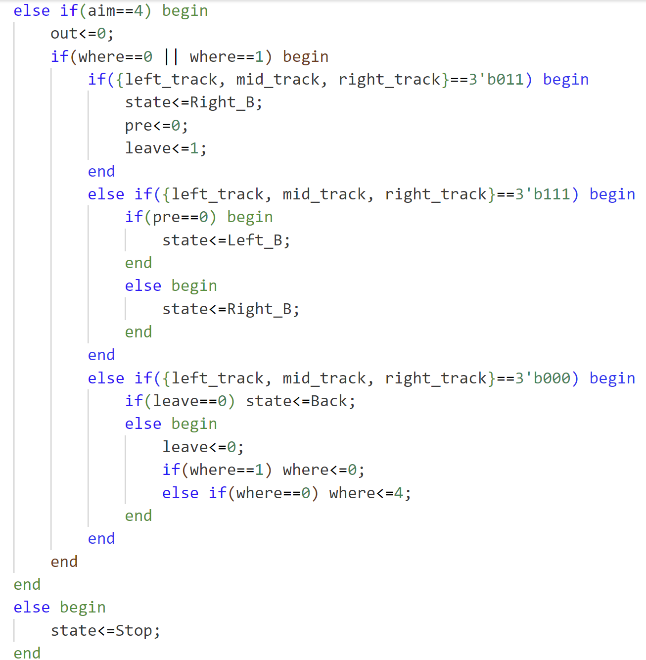 else if(aim==4) begin
    out<=0;
    if(where==0 || where==1) begin
        if({left_track, mid_track, right_track}==3'b011) begin
            state<=Right_B;
            pre<=0;
            leave<=1;
        end
        else if({left_track, mid_track, right_track}==3'b111) begin
            if(pre==0) begin
                state<=Left_B;
            end
            else begin
                state<=Right_B;
            end
        end
        else if({left_track, mid_track, right_track}==3'b000) begin
            if(leave==0) state<=Back;
            else begin
                leave<=0;
                if(where==1) where<=0;
                else if(where==0) where<=4;
            end
        end
    end
end
else begin
    state<=Stop;
end